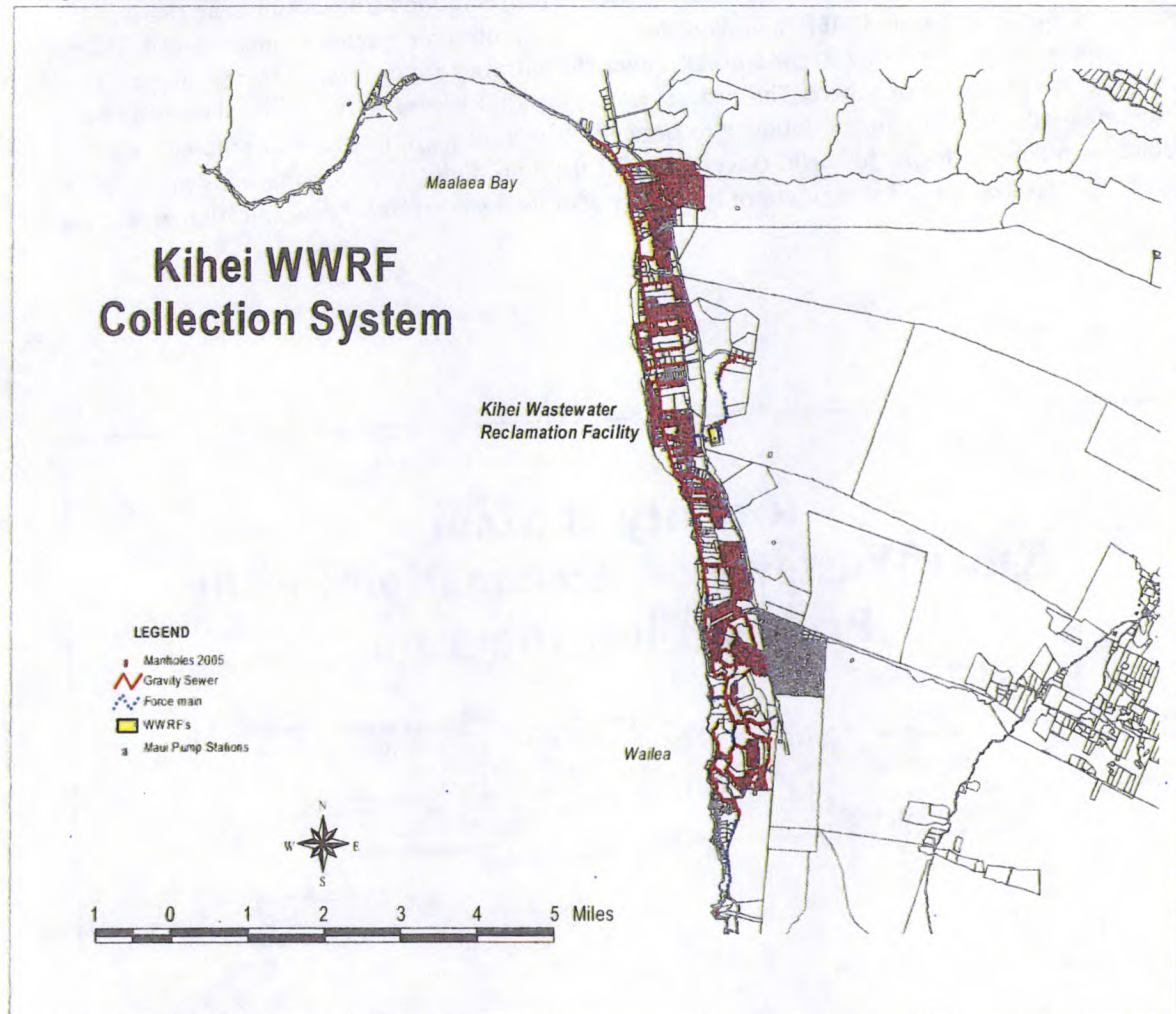 Maalaea Bay
Kihei WWRF
Collection System
Kihei Wastewater
Reclamation Facility
LEGEND
Manholes 2005
Gravity Sewer
Force main
WWRFs
Maui Pump Stations
Wailea
N
W E
S
1 0 1 2 3 4 5 Miles